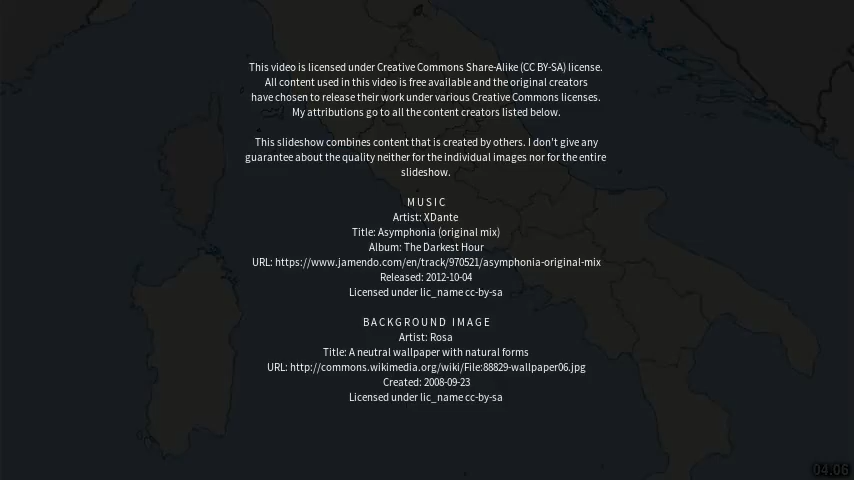 This video is licensed under Creative Commons Share-Alike (CC BY-SA) license.
All content used in this video is free available and the original creators
have chosen to release their work under various Creative Commons licenses.
My attributions go to all the content creators listed below.
This slideshow combines content that is created by others. I don't give any
guarantee about the quality neither for the individual images nor for the entire
slideshow.
MUSIC
Artist: XDante
Title: Asymphonia (original mix)
Album: The Darkest Hour
URL: https://www.jamendo.com/en/track/970521/asymphonia-original-mix
Released: 2012-10-04
Licensed under lic_name cc-by-sa
BACKGROUND IMAGE
Artist: Rosa
Title: A neutral wallpaper with natural forms
URL: http://commons.wikimedia.org/wiki/File:88829-wallpaper06.jpg
Created: 2008-09-23
Licensed under lic_name cc-by-sa
04:06